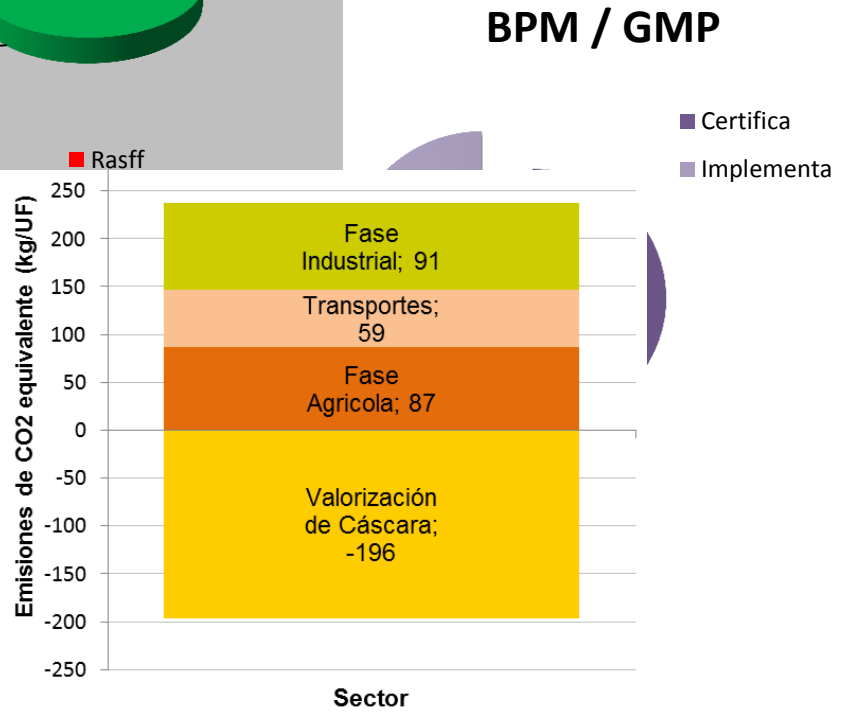 BPM / GMP
Certifica
Implementa
Rasff
Emisiones de CO2 equivalente (kg/UF)
250
200
150
100
50
0
-50
-100
-150
-200
-250
Fase
Industrial; 91
Transportes;
59
Fase
Agricola; 87
Valorización
de Cáscara;
-196
Sector